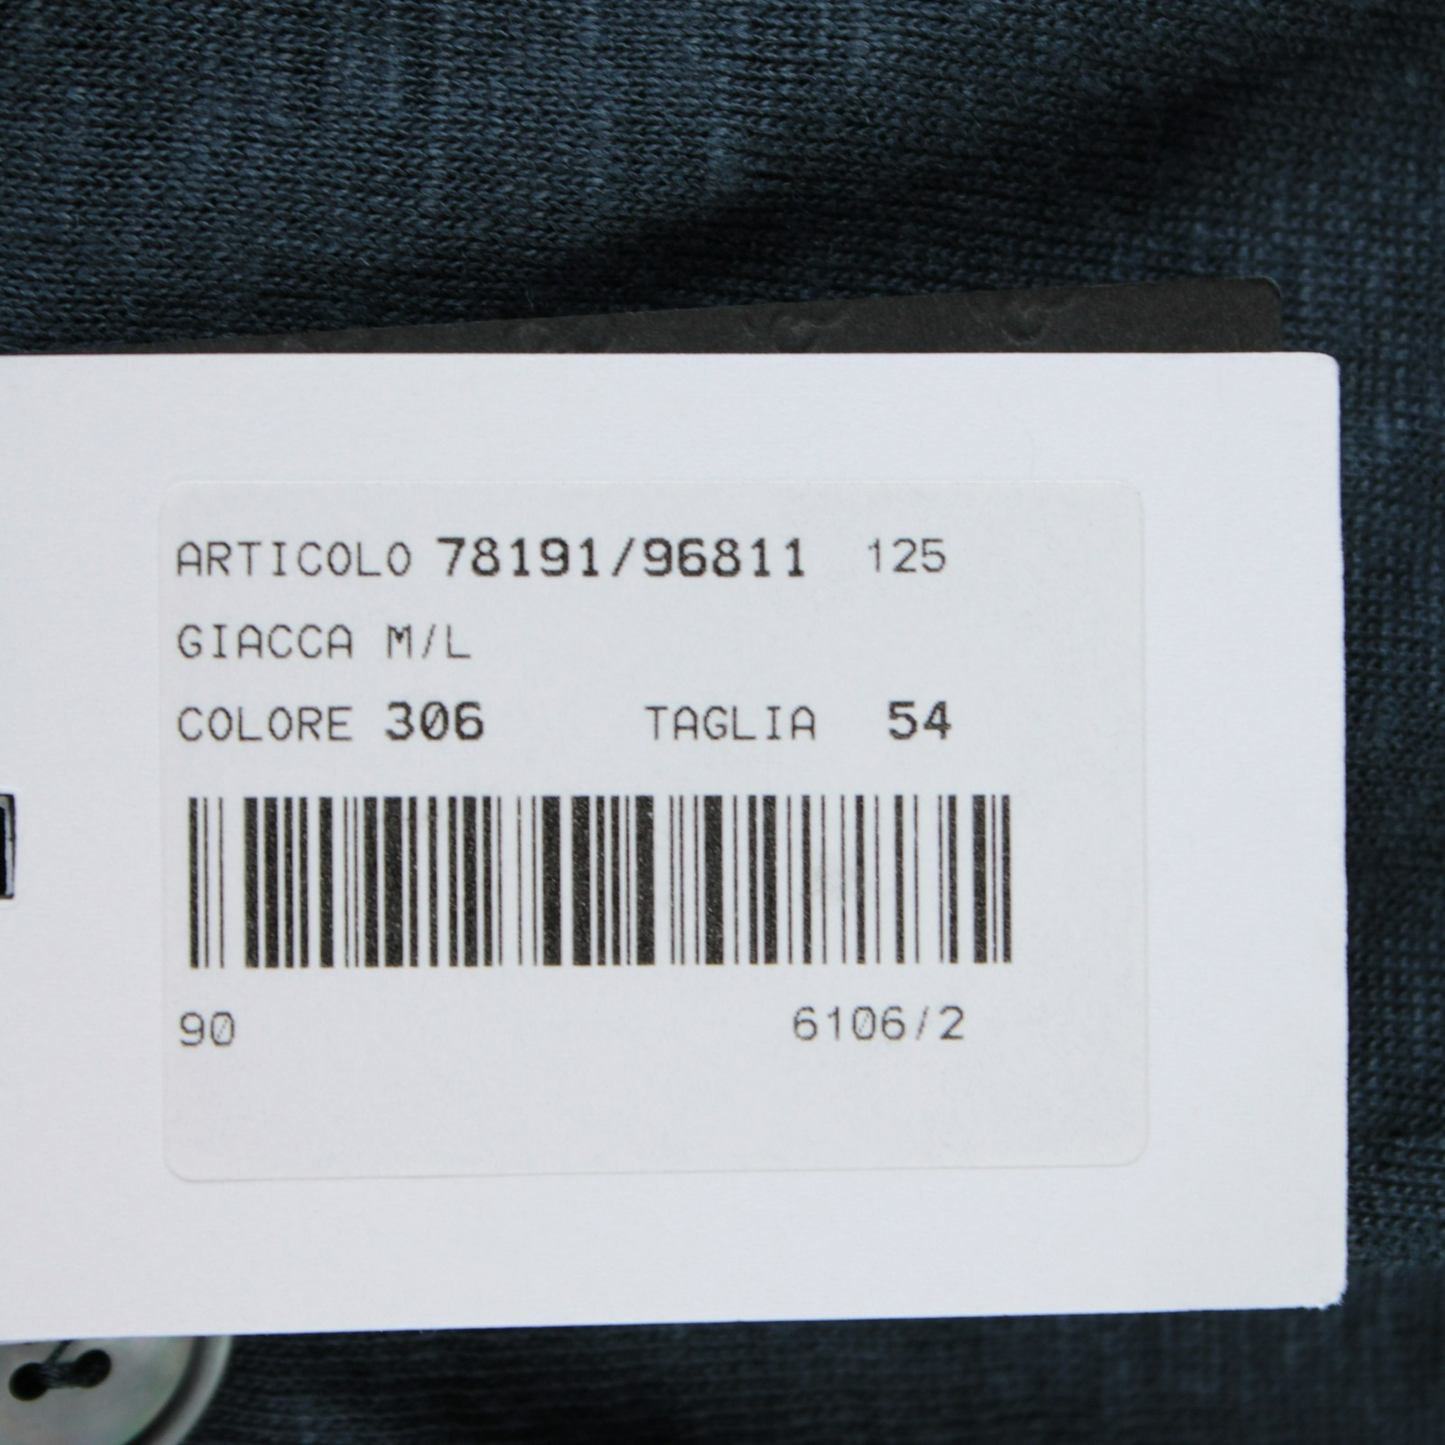 ARTICOLO 78191/96811 125
GIACCA M/L
COLORE 306 TAGLIA 54
90 6106/2